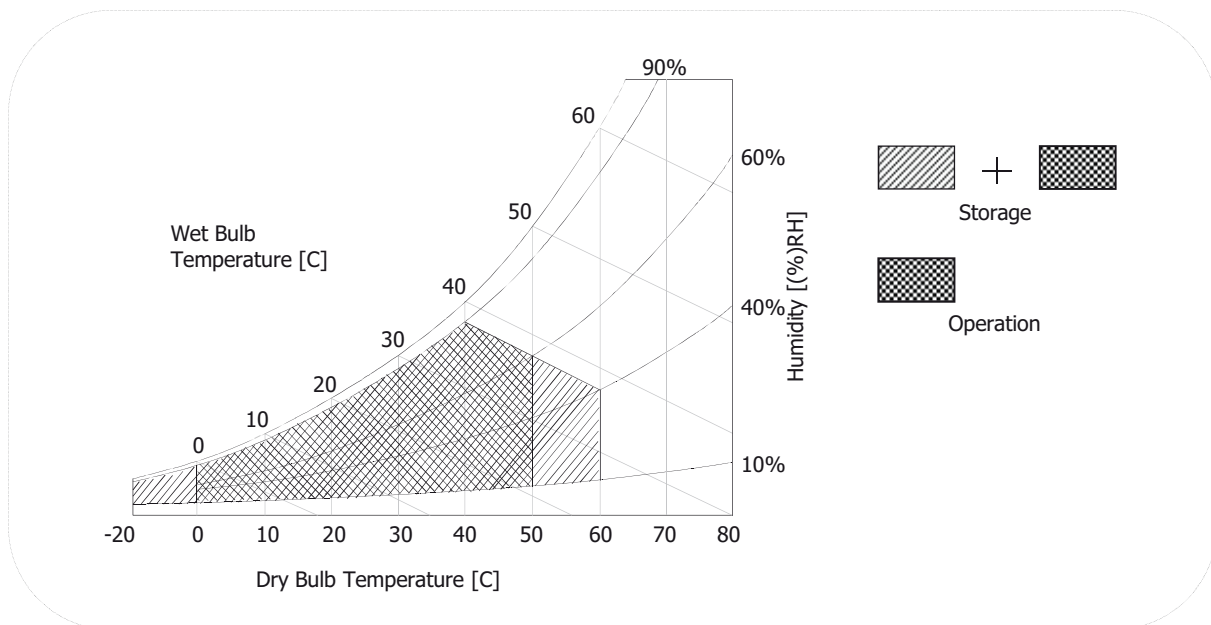 90%
60
60%
50
Wet Bulb
Temperature [C]
40
40%
30
20
10
0
10%
Humidity [(%)RH]
-20 0 10 20 30 40 50 60 70 80
Dry Bulb Temperature [C]
Storage
Operation